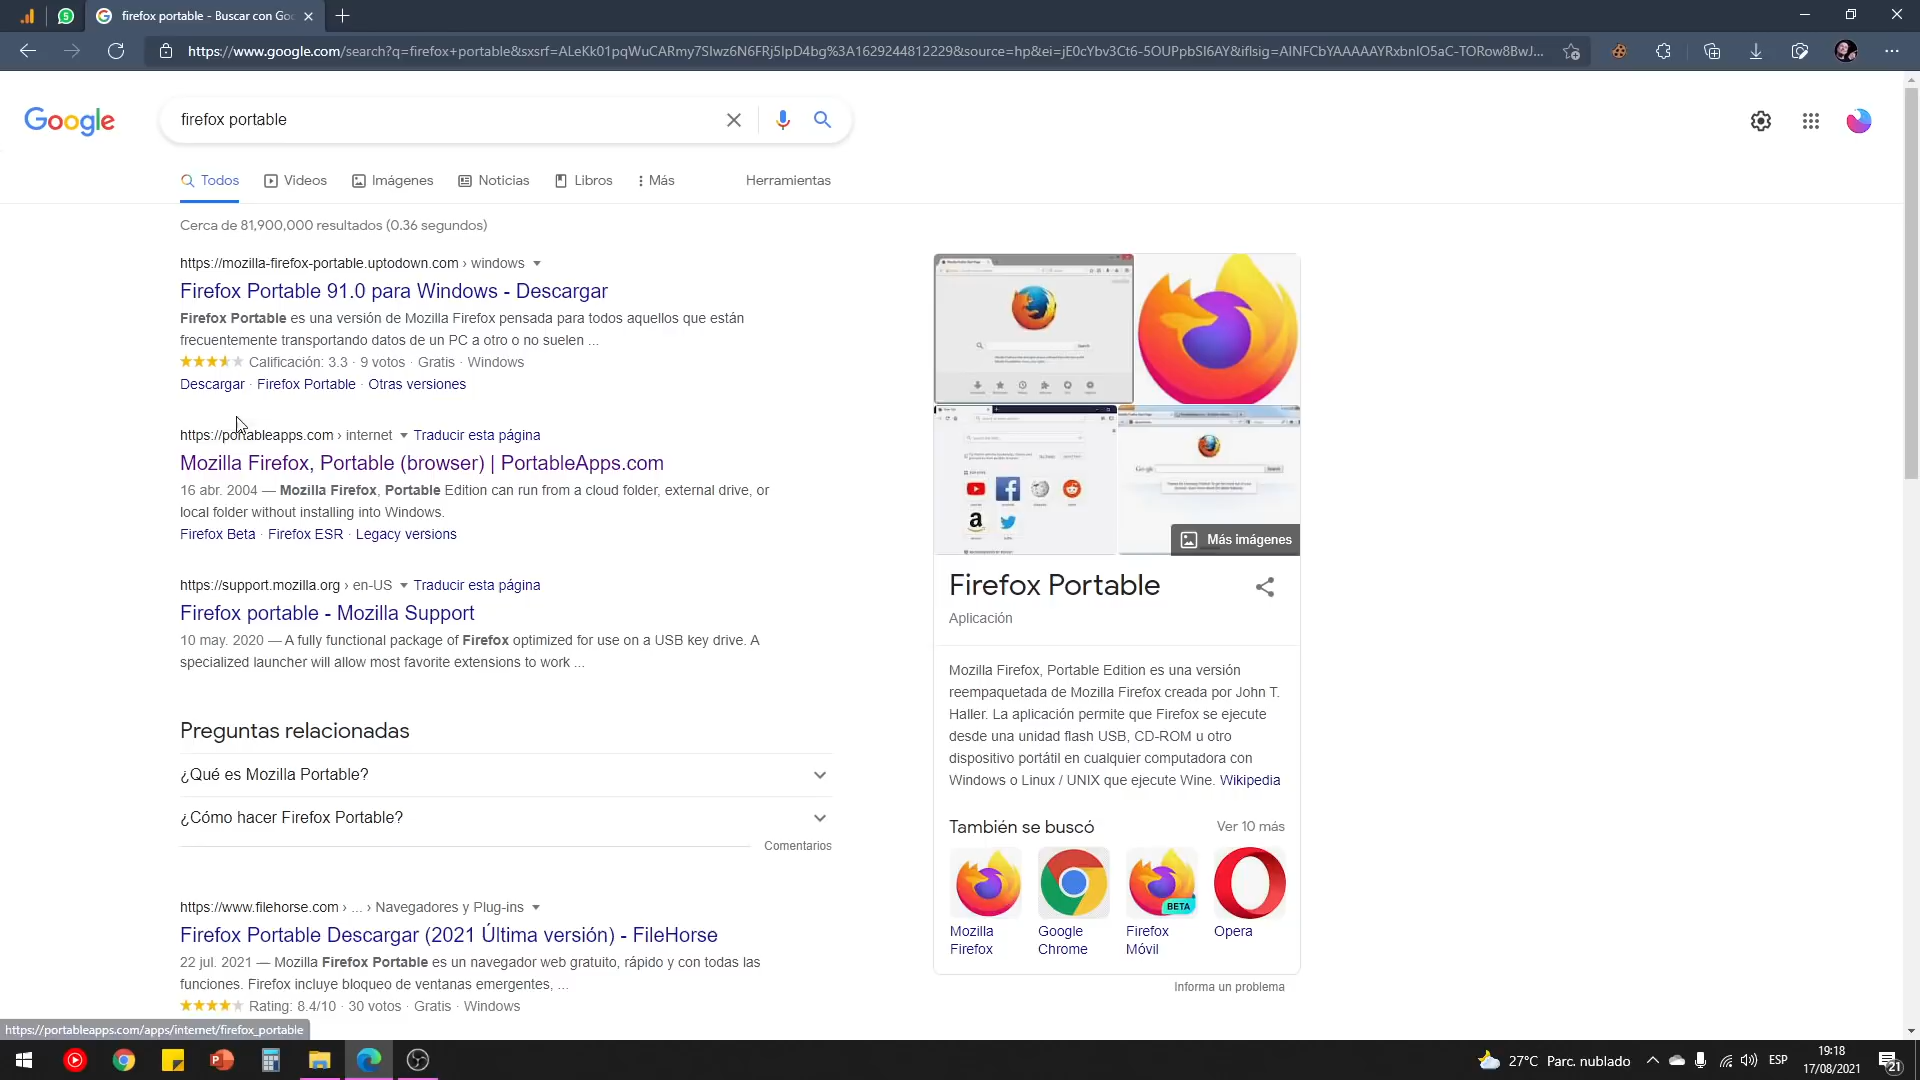 firefox portable - Buscar con Go
https://www.google.com/search?q=firefox+portable&sxsrf=ALeKk01pqWuCARmy7SIwz6N6FRj5IpD4bg%3A1629244812229&source=hp&ei=jE0cYbv3Ct6-5OUPpbSI6AY&iflsig=AINFCbYAAAAAYRxbnIO5aC-TORow8BwJ...
Google
firefox portable
Todos
Videos
Imágenes
Noticias
Libros
Más
Herramientas
Cerca de 81,900,000 resultados (0.36 segundos)
https://mozilla-firefox-portable.uptodown.com › windows
Firefox Portable 91.0 para Windows - Descargar
Firefox Portable es una versión de Mozilla Firefox pensada para todos aquellos que están
frecuentemente transportando datos de un PC a otro o no suelen ...
Calificación: 3.3 · 9 votos · Gratis · Windows
Descargar · Firefox Portable · Otras versiones
https://portableapps.com › internet
Traducir esta página
Mozilla Firefox, Portable (browser) | PortableApps.com
16 abr. 2004 — Mozilla Firefox, Portable Edition can run from a cloud folder, external drive, or
local folder without installing into Windows.
Firefox Beta · Firefox ESR · Legacy versions
https://support.mozilla.org › en-US
Traducir esta página
Firefox portable - Mozilla Support
10 may. 2020 — A fully functional package of Firefox optimized for use on a USB key drive. A
specialized launcher will allow most favorite extensions to work ...
Preguntas relacionadas
¿Qué es Mozilla Portable?
¿Cómo hacer Firefox Portable?
Comentarios
https://www.filehorse.com › ... › Navegadores y Plug-ins
Firefox Portable Descargar (2021 Última versión) - FileHorse
22 jul. 2021 — Mozilla Firefox Portable es un navegador web gratuito, rápido y con todas las
funciones. Firefox incluye bloqueo de ventanas emergentes, ...
Rating: 8.4/10 · 30 votos · Gratis · Windows
https://portableapps.com/apps/internet/firefox_portable
Más imágenes
Firefox Portable
Aplicación
Mozilla Firefox, Portable Edition es una versión
reempaquetada de Mozilla Firefox creada por John T.
Haller. La aplicación permite que Firefox se ejecute
desde una unidad flash USB, CD-ROM u otro
dispositivo portátil en cualquier computadora con
Windows o Linux / UNIX que ejecute Wine. Wikipedia
También se buscó
Ver 10 más
BETA
Mozilla
Firefox
Google
Chrome
Firefox
Móvil
Opera
Informa un problema
27°C Parc. nublado
ESP
19:18
17/08/2021
21